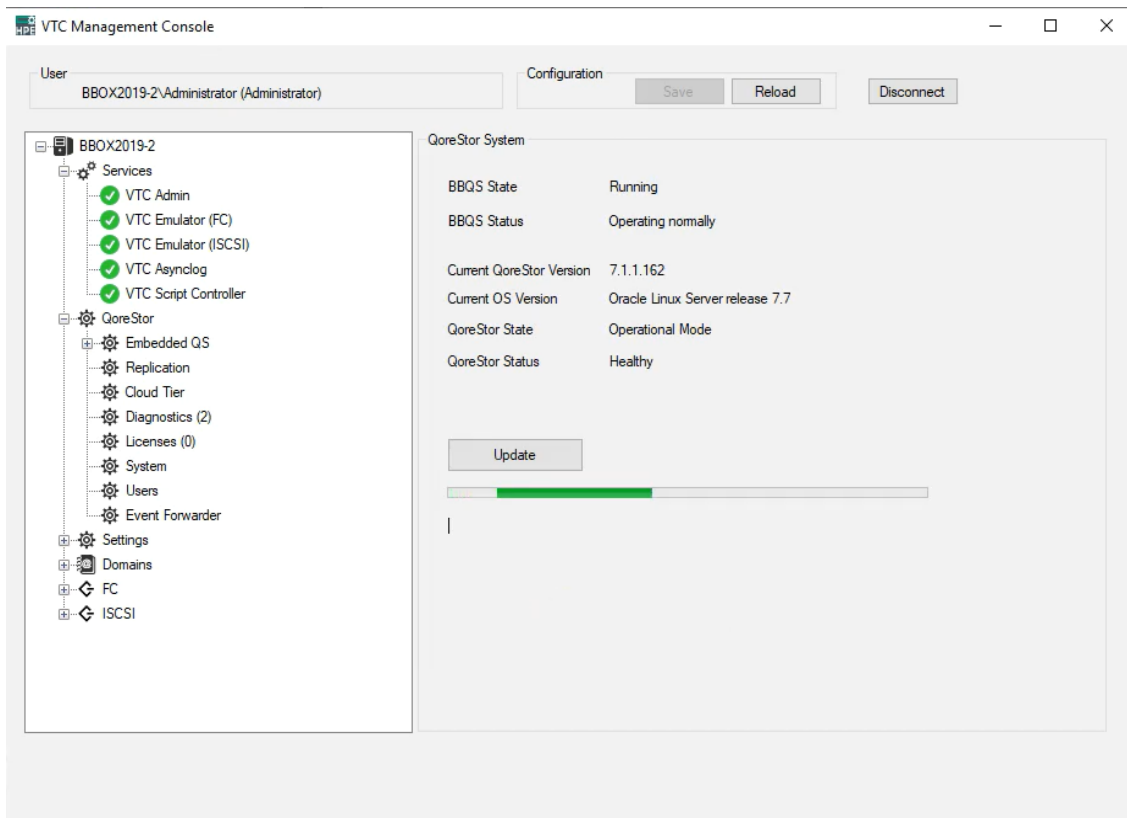 HPE VTC Management Console
User
BBOX2019-2\Administrator (Administrator)
Configuration
Save
Reload
Disconnect
BBOX2019-2
Services
VTC Admin
VTC Emulator (FC)
VTC Emulator (ISCSI)
VTC Asynclog
VTC Script Controller
QoreStor
Embedded QS
Replication
Cloud Tier
Diagnostics (2)
Licenses (0)
System
Users
Event Forwarder
Settings
Domains
FC
ISCSI
QoreStor System
BBQS State Running
BBQS Status Operating normally
Current QoreStor Version 7.1.1.162
Current OS Version Oracle Linux Server release 7.7
QoreStor State Operational Mode
QoreStor Status Healthy
Update